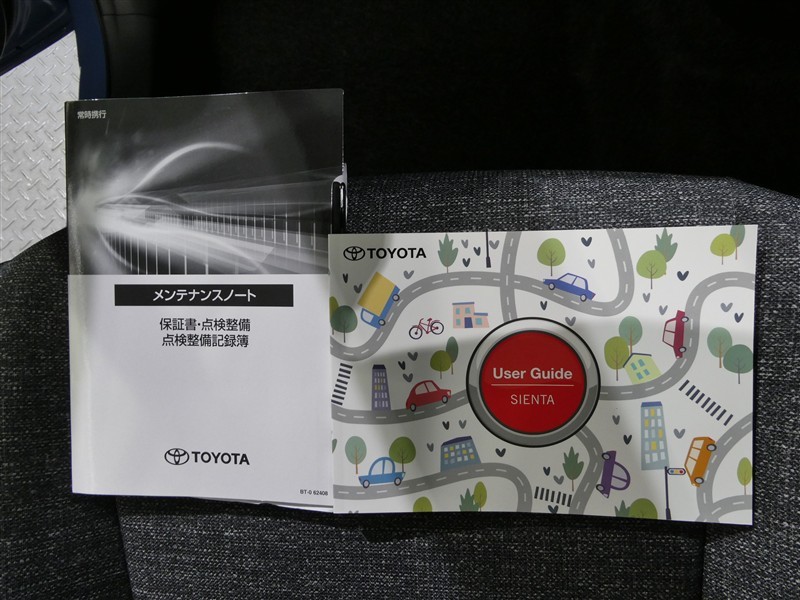 常時携行
メンテナンスノート
保証書・点検整備
点検整備記録簿
TOYOTA
BT-0 62408
TOYOTA
User Guide
SIENTA